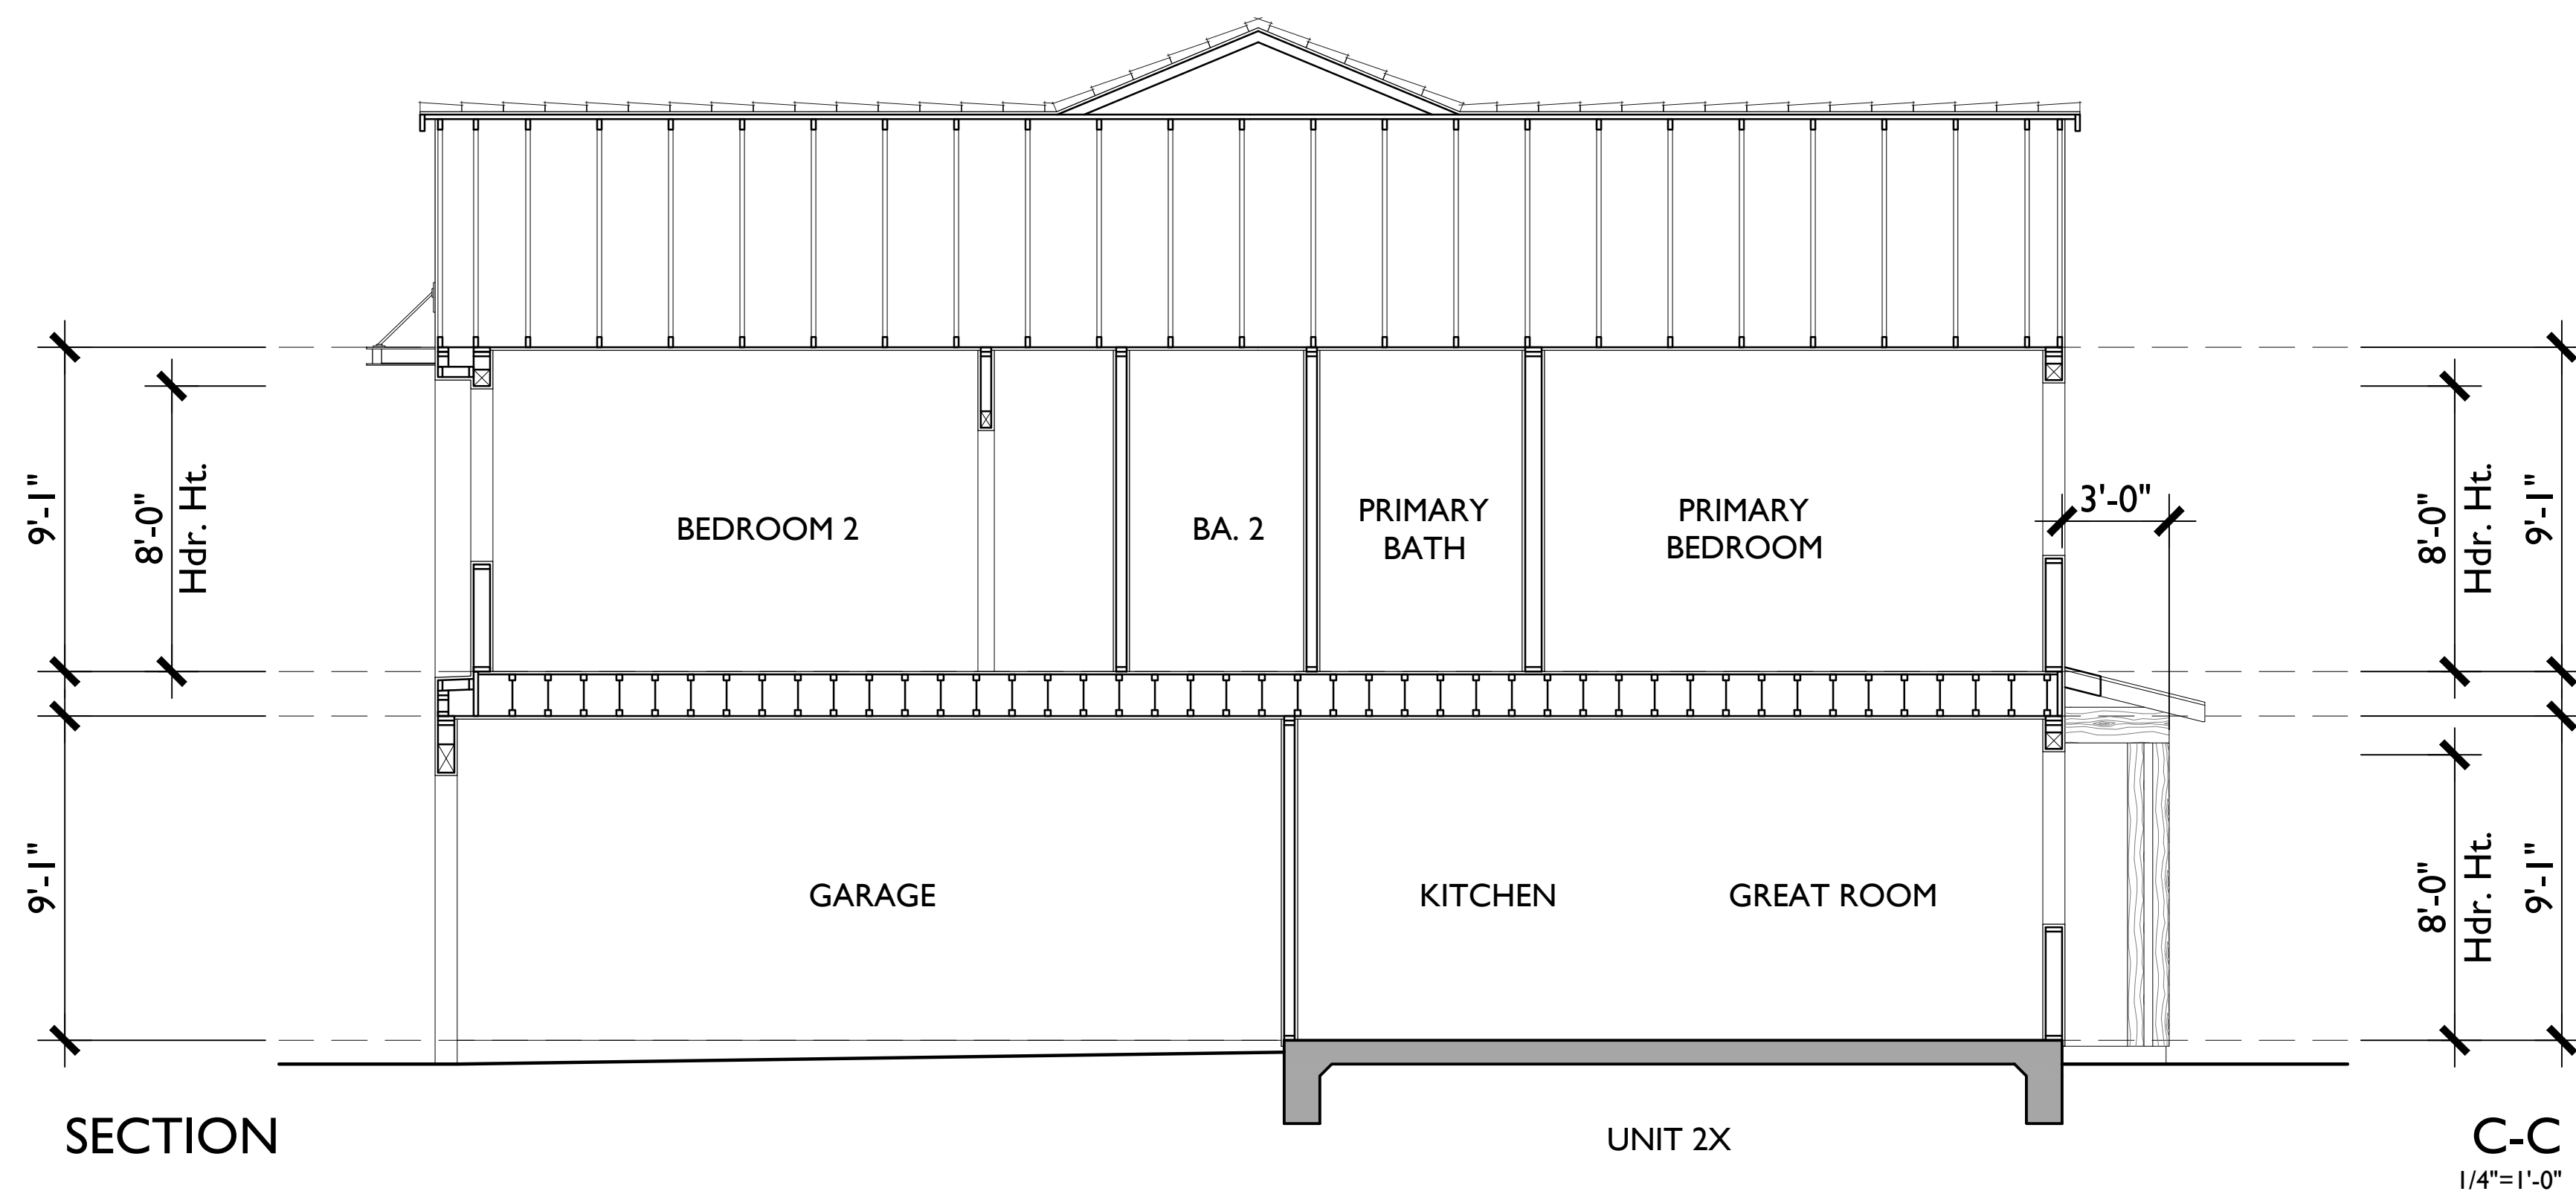 9'-1"
8'-0"
Hdr. Ht.
BEDROOM 2
BA. 2
PRIMARY
BATH
PRIMARY
BEDROOM
3'-0"
8'-0"
Hdr. Ht.
9'-1"
9'-1"
GARAGE
KITCHEN
GREAT ROOM
8'-0"
Hdr. Ht.
9'-1"
SECTION
UNIT 2X
C-C
1/4"=1'-0"